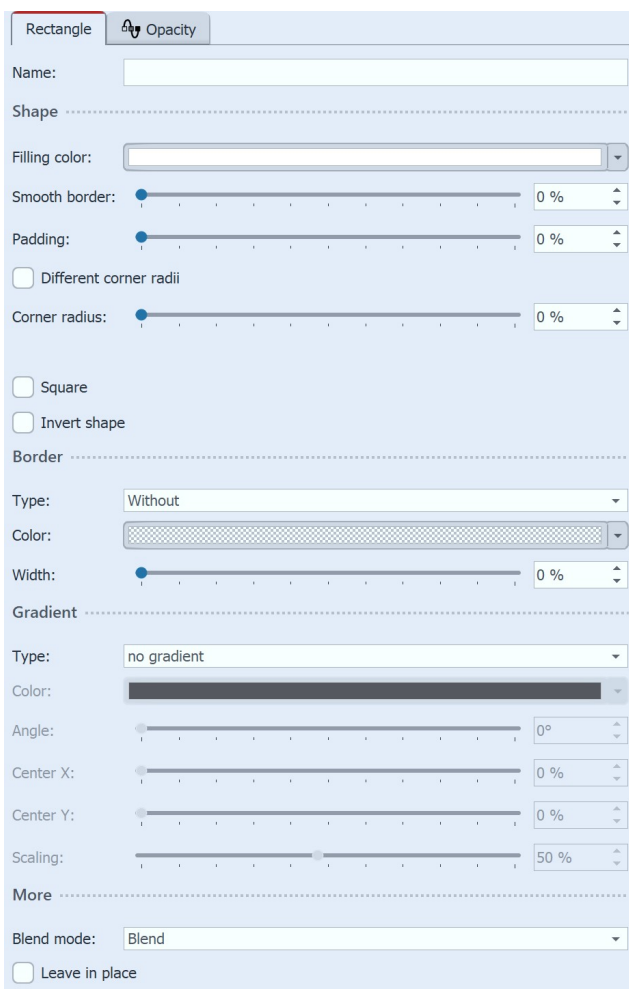 Rectangle Opacity
Name:
Shape
Filling color:
Smooth border: 0 %
Padding: 0 %
Different corner radii
Corner radius: 0 %
Square
Invert shape
Border
Type: Without
Color:
Width: 0 %
Gradient
Type: no gradient
Color:
Angle: 0°
Center X: 0 %
Center Y: 0 %
Scaling: 50 %
More
Blend mode: Blend
Leave in place